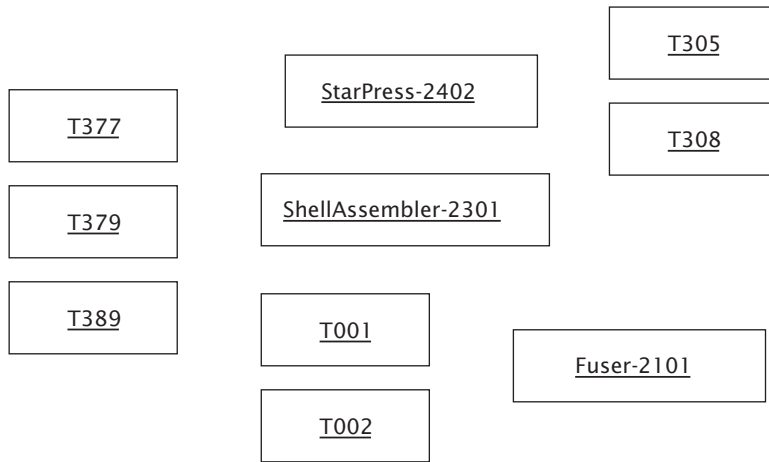 T305
StarPress-2402
T377
T308
ShellAssembler-2301
T379
T389
T001
Fuser-2101
T002